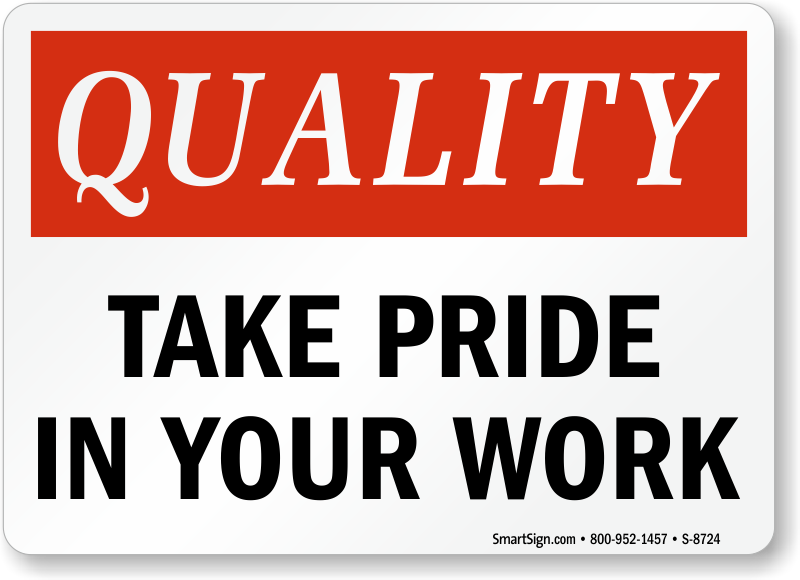 QUALITY
TAKE PRIDE
IN YOUR WORK
SmartSign.com • 800-952-1457 • S-8724